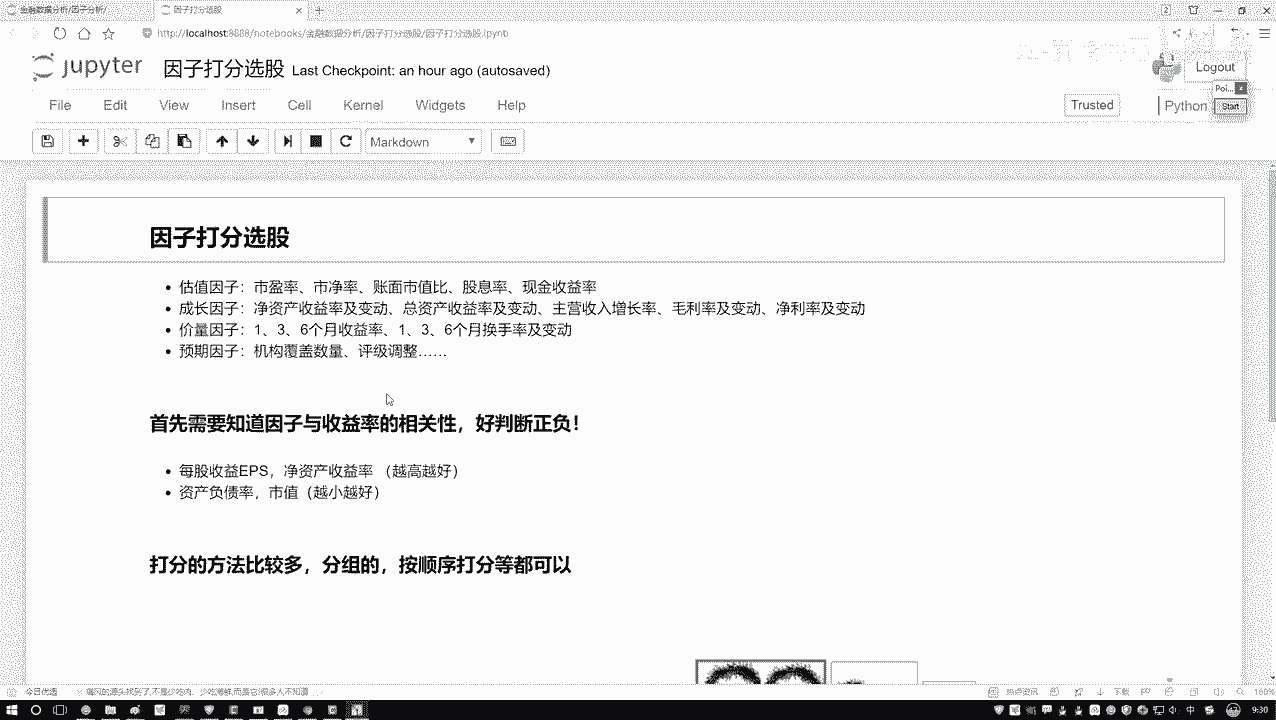 金融数据分析/因子分析/
因子打分选股
http://localhost:8888/notebooks/金融数据分析/因子打分选股/因子打分选股.ipynb
jupyter 因子打分选股 Last Checkpoint: an hour ago (autosaved)
Logout
File Edit View Insert Cell Kernel Widgets Help
Trusted
Python
Poi...
Start
Markdown
因子打分选股
• 估值因子：市盈率、市净率、账面市值比、股息率、现金收益率
• 成长因子：净资产收益率及变动、总资产收益率及变动、主营收入增长率、毛利率及变动、净利率及变动
• 价量因子：1、3、6个月收益率、1、3、6个月换手率及变动
• 预期因子：机构覆盖数量、评级调整……
首先需要知道因子与收益率的相关性，好判断正负！
• 每股收益EPS，净资产收益率 （越高越好）
• 资产负债率，市值（越小越好）
打分的方法比较多，分组的，按顺序打分等都可以
今日优选
热点资讯
下载
160%
中
9:30